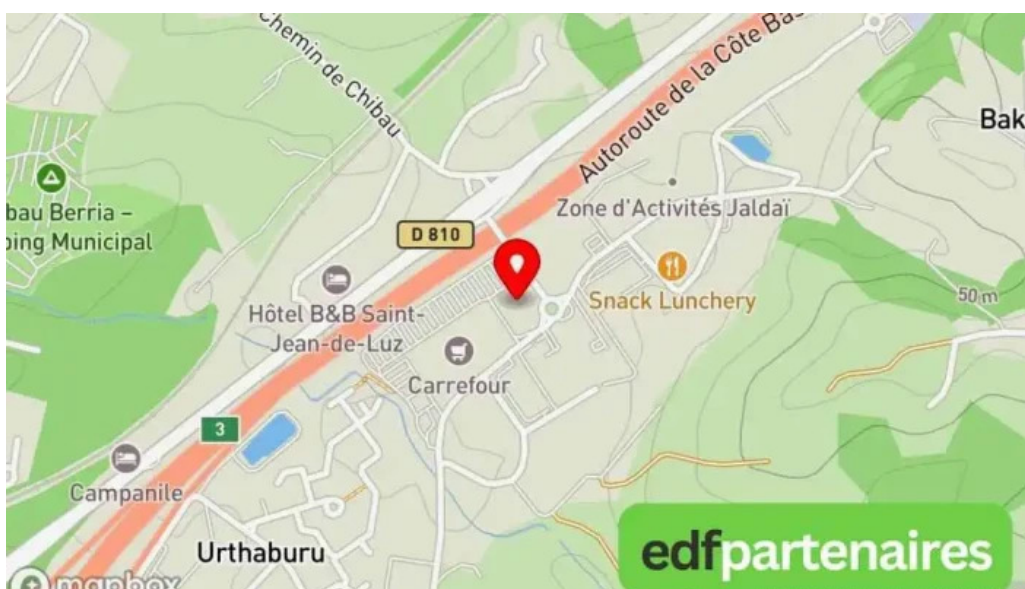 Chemin de Chibau
Autoroute de la Côte Bas
Bak
bau Berria –
ping Municipal
D 810
Zone d'Activités Jaldaï
Hôtel B&B Saint-
Jean-de-Luz
Snack Lunchery
50 m
Carrefour
3
Campanile
Urthaburu
edfpartenaires
mapbox